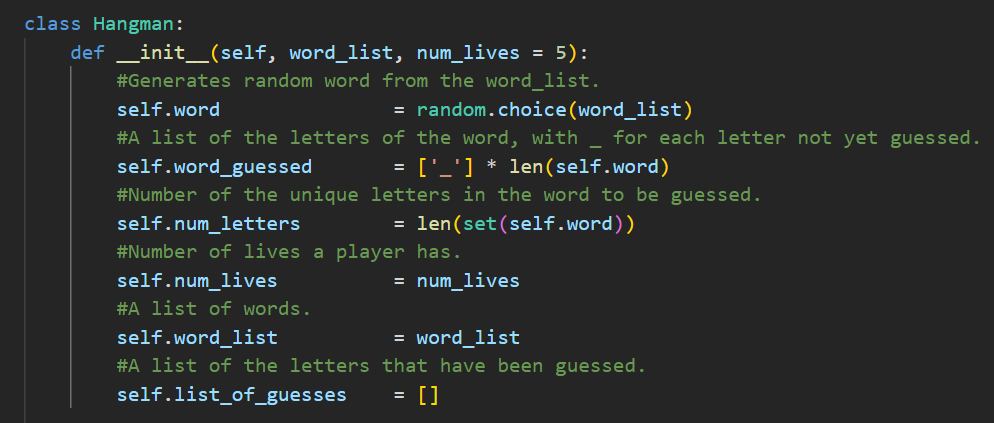 class Hangman:
    def __init__(self, word_list, num_lives = 5):
        #Generates random word from the word_list.
        self.word               = random.choice(word_list)
        #A list of the letters of the word, with _ for each letter not yet guessed.
        self.word_guessed       = ['_'] * len(self.word)
        #Number of the unique letters in the word to be guessed.
        self.num_letters        = len(set(self.word))
        #Number of lives a player has.
        self.num_lives          = num_lives
        #A list of words.
        self.word_list          = word_list
        #A list of the letters that have been guessed.
        self.list_of_guesses    = []